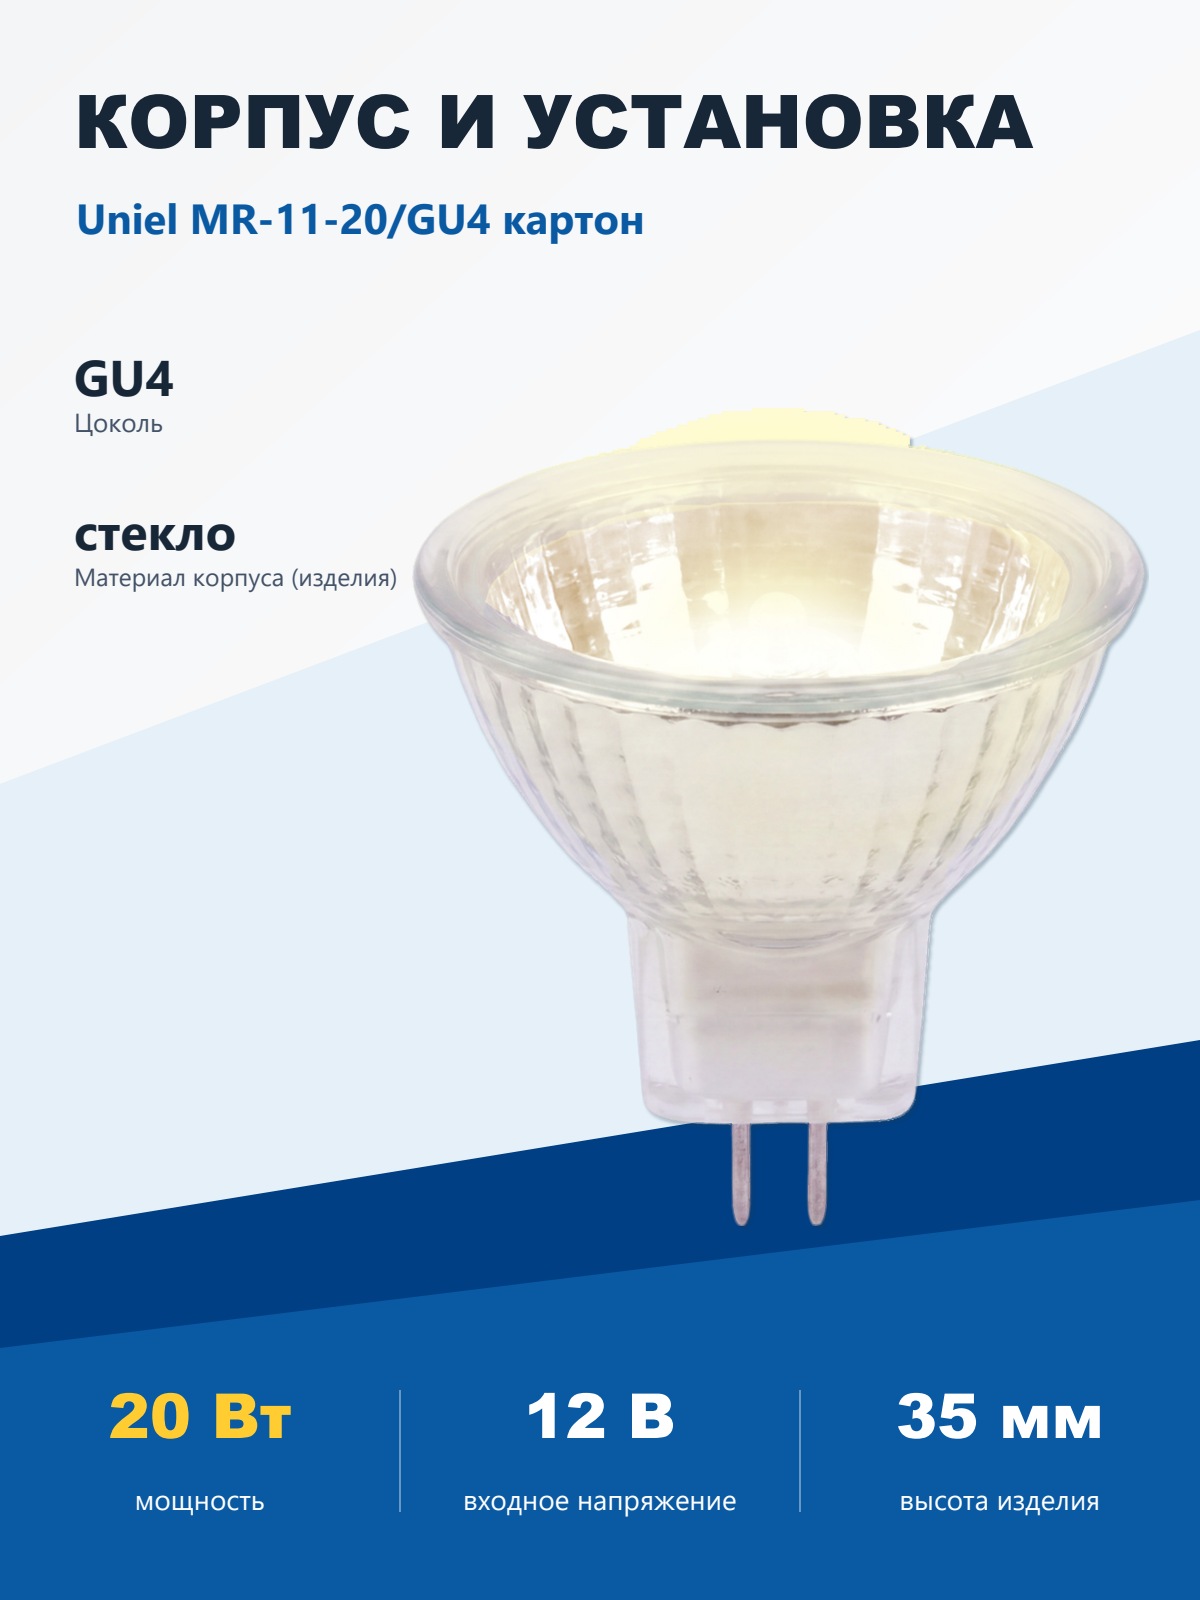 КОРПУС И УСТАНОВКА
Uniel MR-11-20/GU4 картон
GU4
Цоколь
стекло
Материал корпуса (изделия)
20 Вт
мощность
12 В
входное напряжение
35 мм
высота изделия